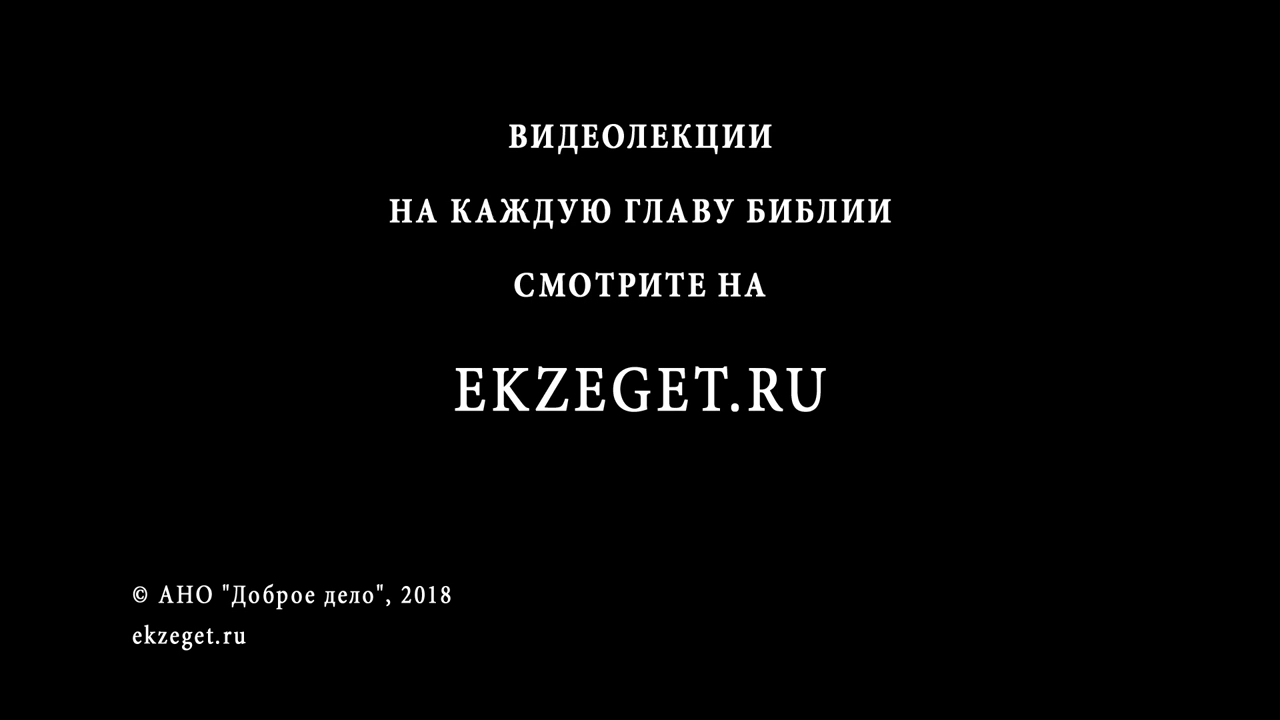 ВИДЕОЛЕКЦИИ
НА КАЖДУЮ ГЛАВУ БИБЛИИ
СМОТРИТЕ НА
EKZEGET.RU
© АНО "Доброе дело", 2018
ekzeget.ru